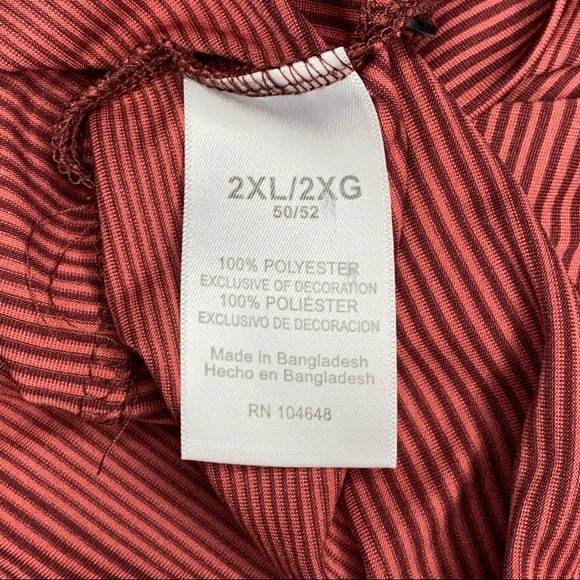 2XL/2XG
50/52
100% POLYESTER
EXCLUSIVE OF DECORATION
100% POLIÉSTER
EXCLUSIVO DE DECORACION
Made in Bangladesh
Hecho en Bangladesh
RN 104648